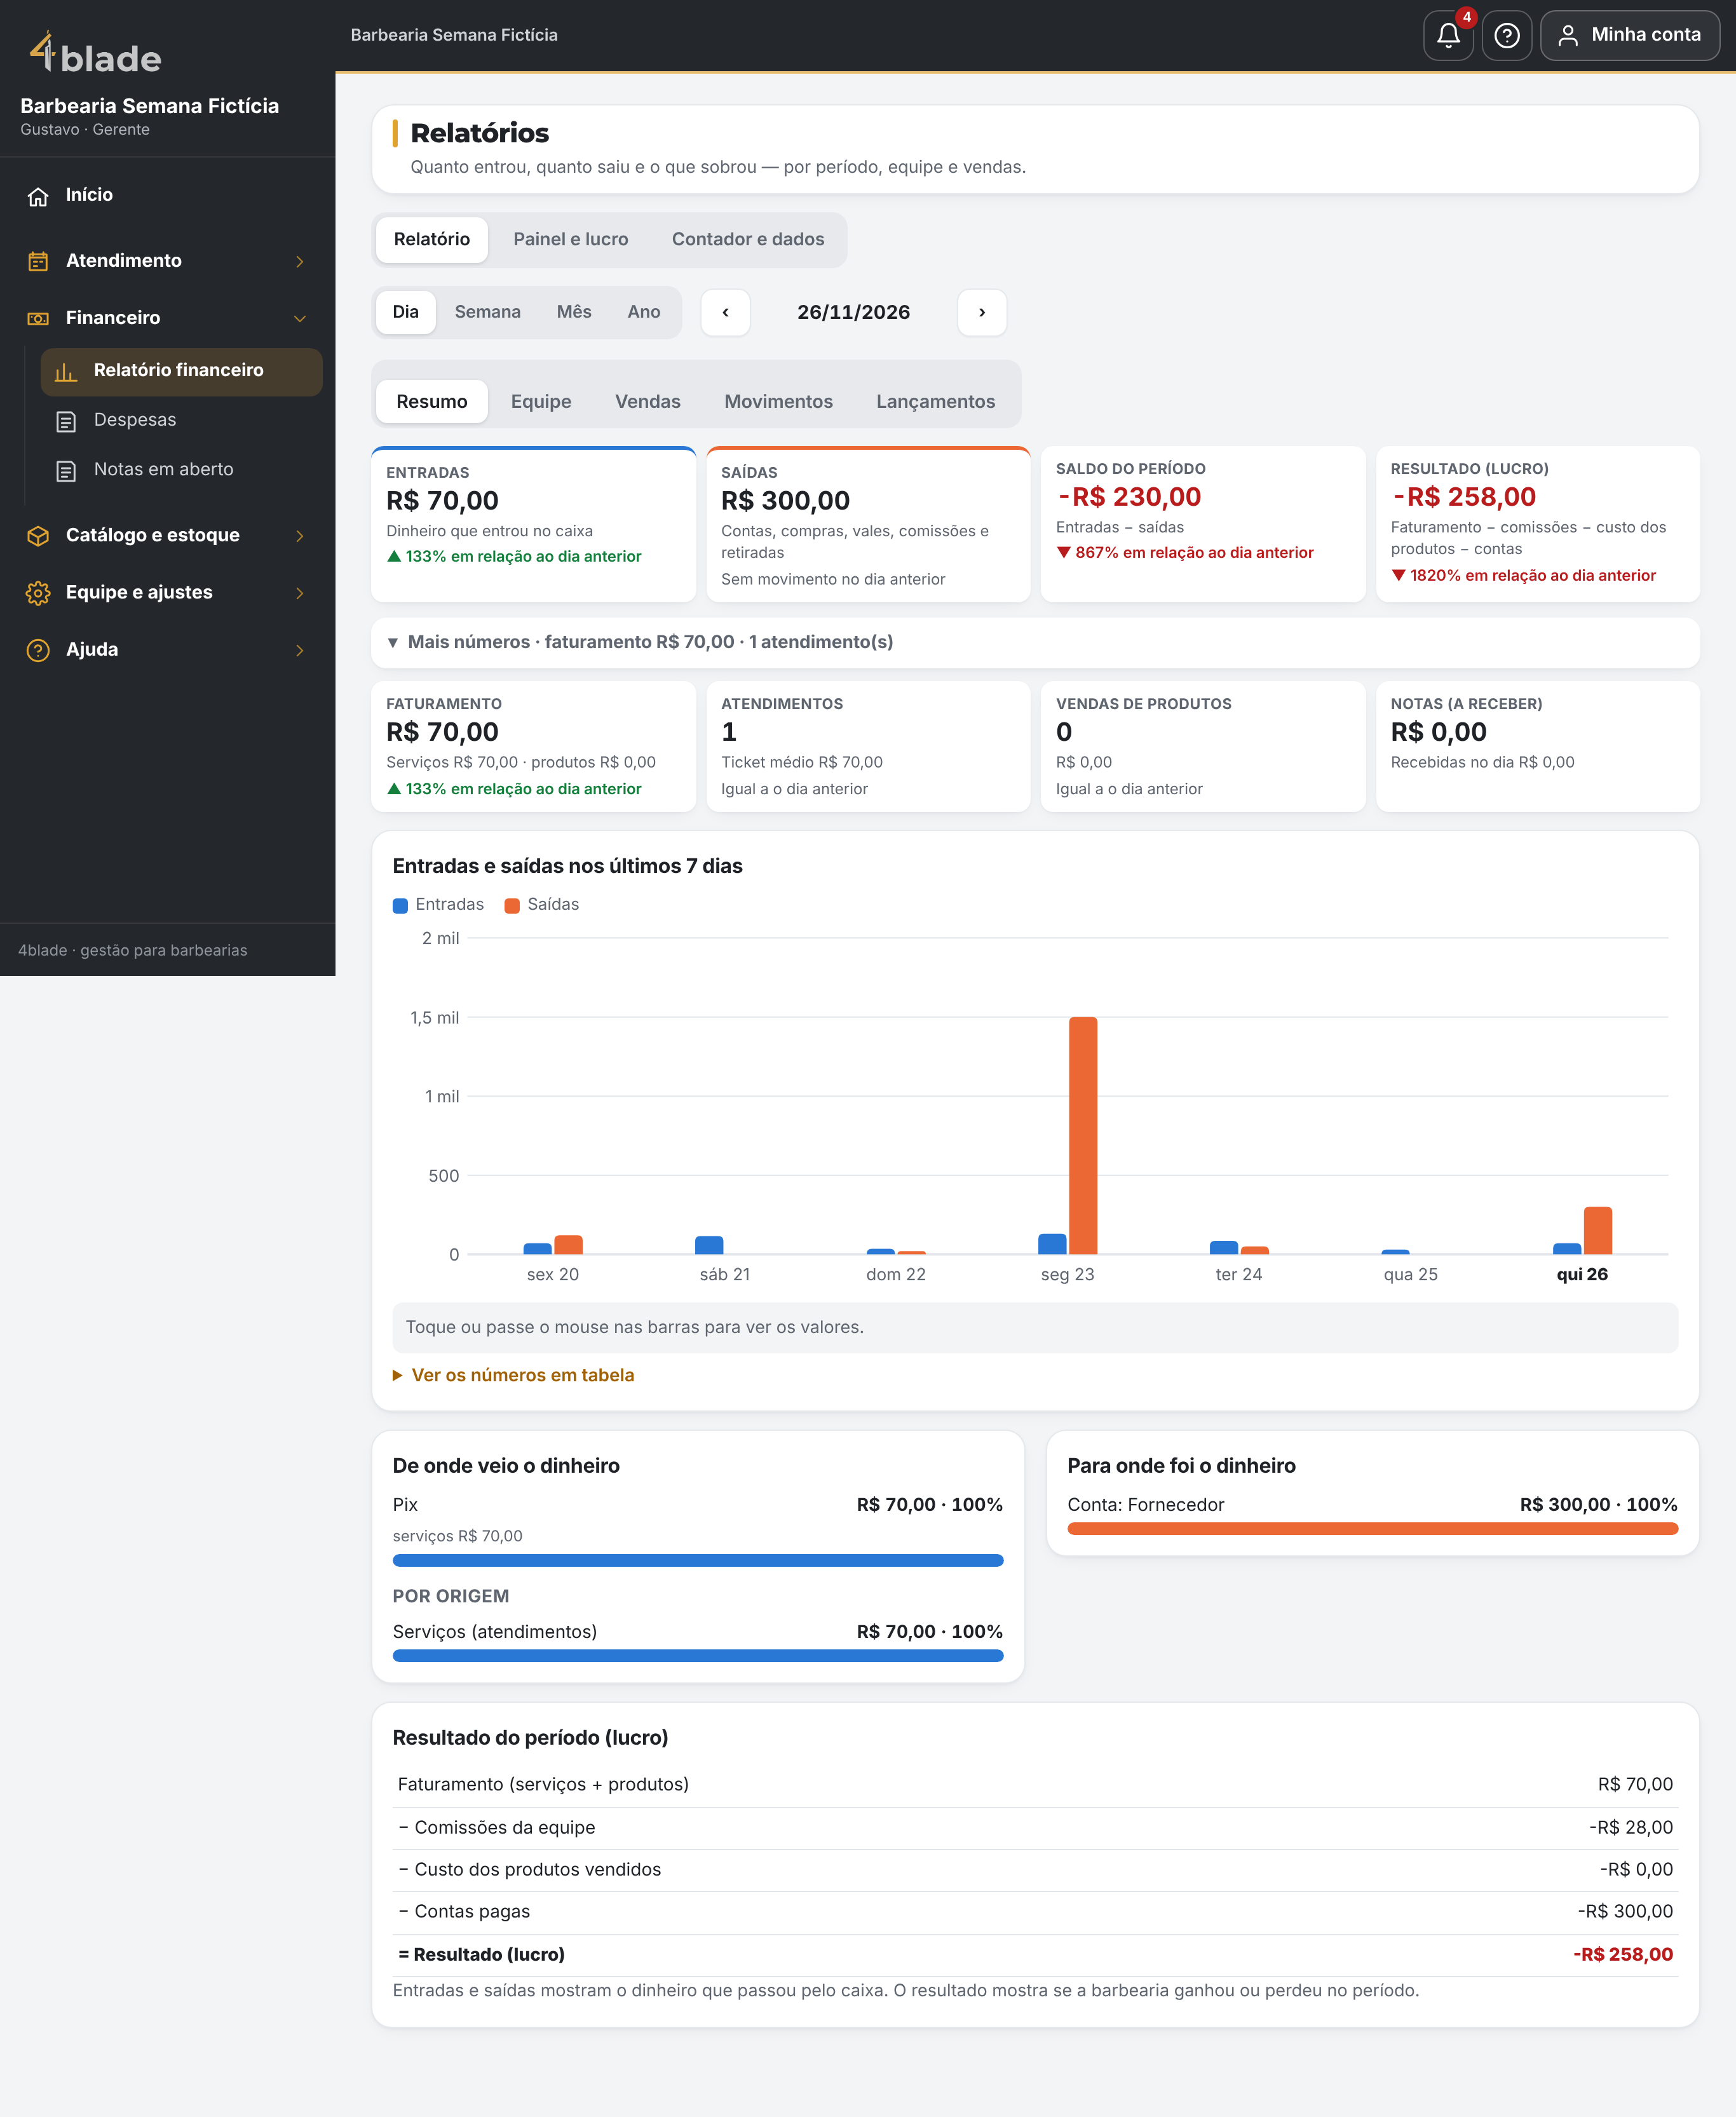 4blade
Barbearia Semana Fictícia
Gustavo · Gerente
Início
Atendimento
Financeiro
Relatório financeiro
Despesas
Notas em aberto
Catálogo e estoque
Equipe e ajustes
Ajuda
4blade · gestão para barbearias
Barbearia Semana Fictícia
4
Minha conta
Relatórios
Quanto entrou, quanto saiu e o que sobrou — por período, equipe e vendas.
Relatório Painel e lucro Contador e dados
Dia Semana Mês Ano ‹ 26/11/2026 ›
Resumo Equipe Vendas Movimentos Lançamentos
ENTRADAS
R$ 70,00
Dinheiro que entrou no caixa
▲ 133% em relação ao dia anterior
SAÍDAS
R$ 300,00
Contas, compras, vales, comissões e
retiradas
Sem movimento no dia anterior
SALDO DO PERÍODO
-R$ 230,00
Entradas − saídas
▼ 867% em relação ao dia anterior
RESULTADO (LUCRO)
-R$ 258,00
Faturamento − comissões − custo dos
produtos − contas
▼ 1820% em relação ao dia anterior
▼ Mais números · faturamento R$ 70,00 · 1 atendimento(s)
FATURAMENTO
R$ 70,00
Serviços R$ 70,00 · produtos R$ 0,00
▲ 133% em relação ao dia anterior
ATENDIMENTOS
1
Ticket médio R$ 70,00
Igual a o dia anterior
VENDAS DE PRODUTOS
0
R$ 0,00
Igual a o dia anterior
NOTAS (A RECEBER)
R$ 0,00
Recebidas no dia R$ 0,00
Entradas e saídas nos últimos 7 dias
Entradas Saídas
2 mil
1,5 mil
1 mil
500
0
sex 20 sáb 21 dom 22 seg 23 ter 24 qua 25 qui 26
Toque ou passe o mouse nas barras para ver os valores.
▶ Ver os números em tabela
De onde veio o dinheiro
Pix R$ 70,00 · 100%
serviços R$ 70,00
POR ORIGEM
Serviços (atendimentos) R$ 70,00 · 100%
Para onde foi o dinheiro
Conta: Fornecedor R$ 300,00 · 100%
Resultado do período (lucro)
Faturamento (serviços + produtos) R$ 70,00
− Comissões da equipe -R$ 28,00
− Custo dos produtos vendidos -R$ 0,00
− Contas pagas -R$ 300,00
= Resultado (lucro) -R$ 258,00
Entradas e saídas mostram o dinheiro que passou pelo caixa. O resultado mostra se a barbearia ganhou ou perdeu no período.